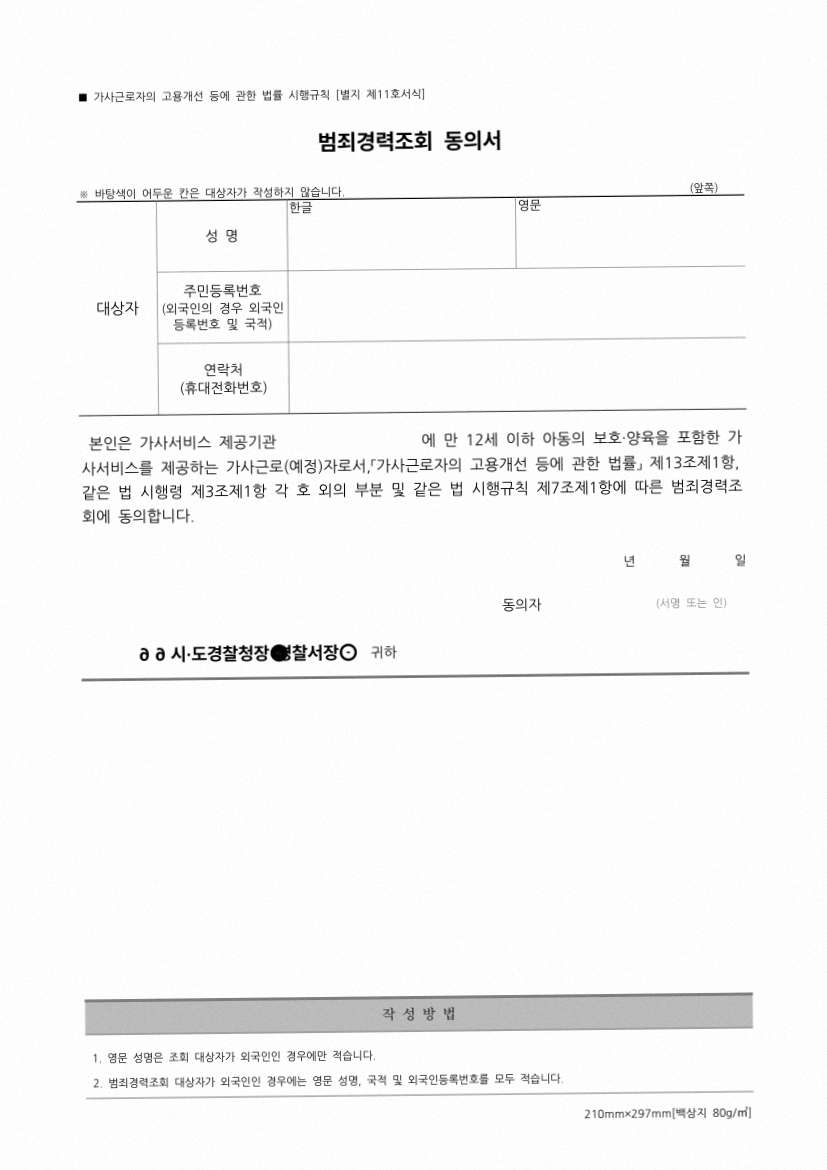 ■ 가사근로자의 고용개선 등에 관한 법률 시행규칙 [별지 제11호서식]
범죄경력조회 동의서
※ 바탕색이 어두운 칸은 대상자가 작성하지 않습니다.
(앞쪽)
대상자
성 명
한글
영문
주민등록번호
(외국인의 경우 외국인
등록번호 및 국적)
연락처
(휴대전화번호)
본인은 가사서비스 제공기관 에 만 12세 이하 아동의 보호·양육을 포함한 가
사서비스를 제공하는 가사근로(예정)자로서,「가사근로자의 고용개선 등에 관한 법률」제13조제1항,
같은 법 시행령 제3조제1항 각 호 외의 부분 및 같은 법 시행규칙 제7조제1항에 따른 범죄경력조
회에 동의합니다.
년 월 일
동의자 (서명 또는 인)
∂ ∂ 시·도경찰청장 경찰서장 귀하
작 성 방 법
1. 영문 성명은 조회 대상자가 외국인인 경우에만 적습니다.
2. 범죄경력조회 대상자가 외국인인 경우에는 영문 성명, 국적 및 외국인등록번호를 모두 적습니다.
210mm×297mm[백상지 80g/㎡]